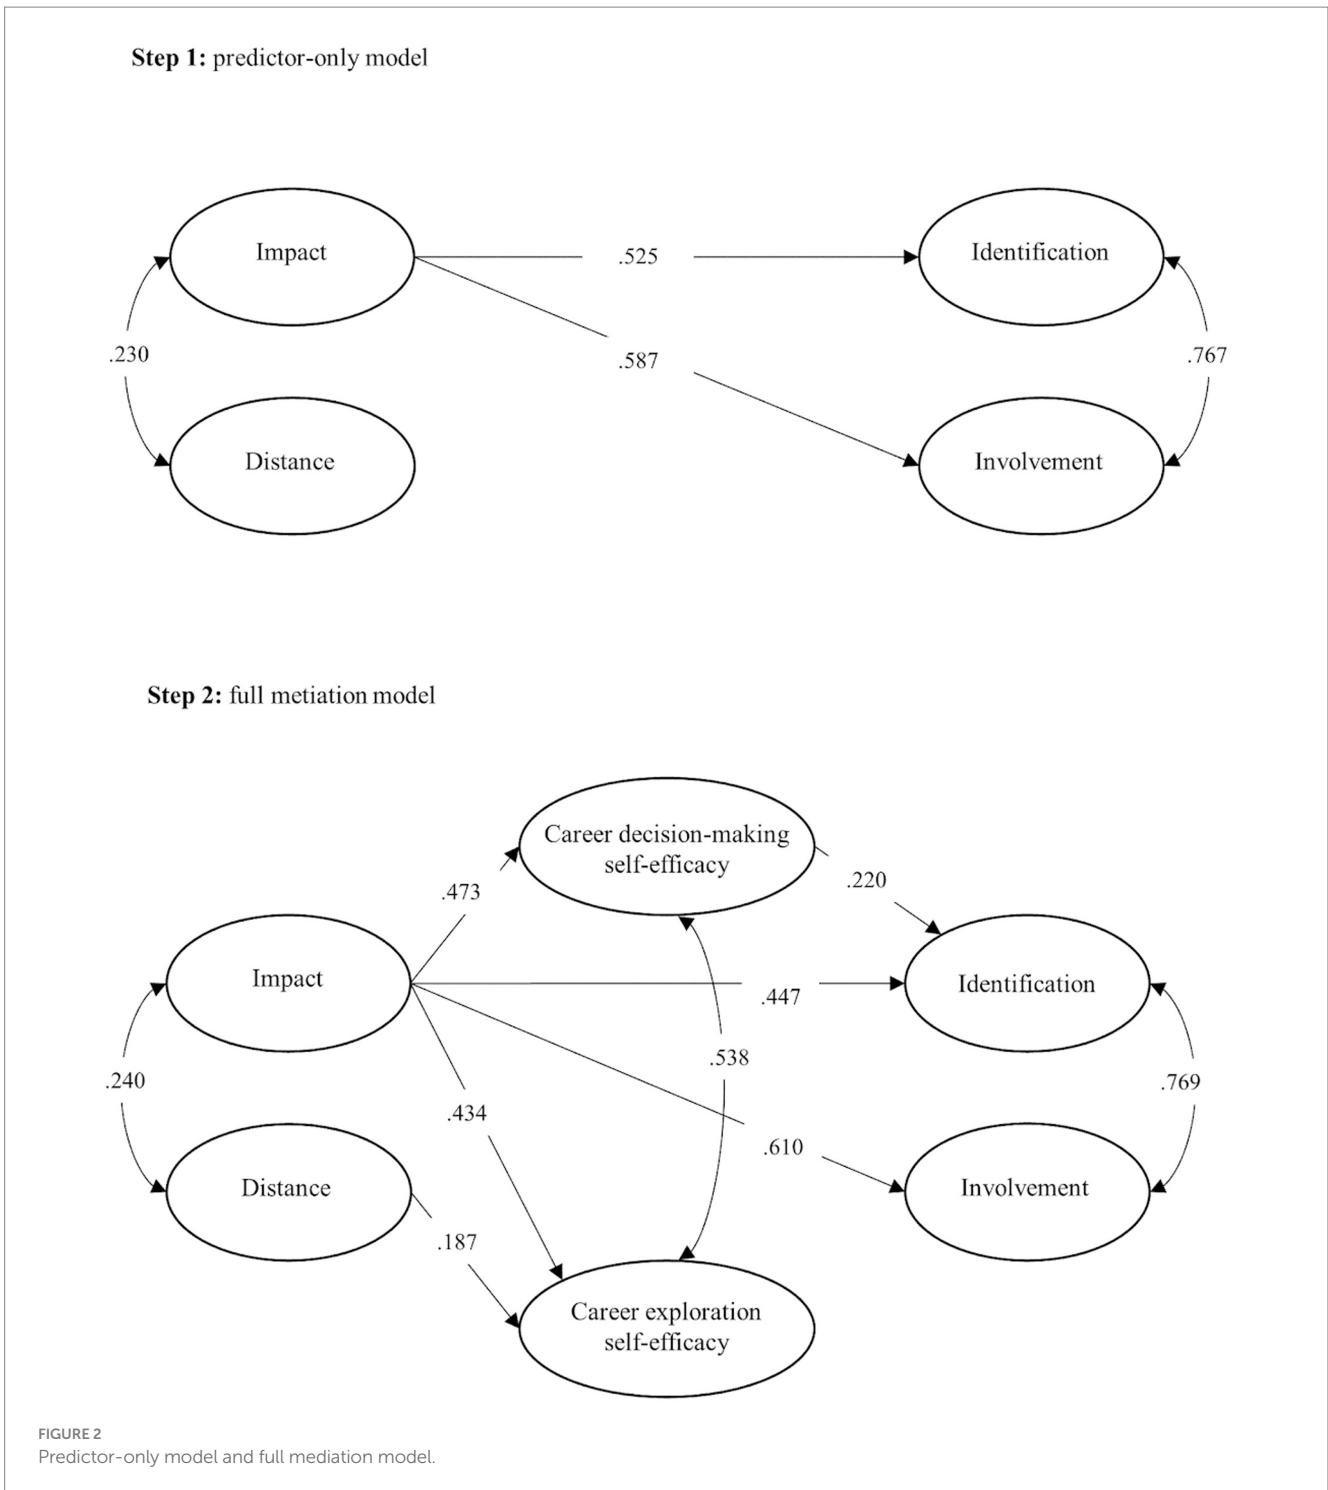 Step 1: predictor-only model
Impact
.525
Identification
.230
.587
.767
Distance
Involvement
Step 2: full metiation model
Career decision-making
self-efficacy
.473
.220
Impact
.447
Identification
.240
.538
.769
.434
.610
Distance
Involvement
.187
Career exploration
self-efficacy
FIGURE 2
Predictor-only model and full mediation model.